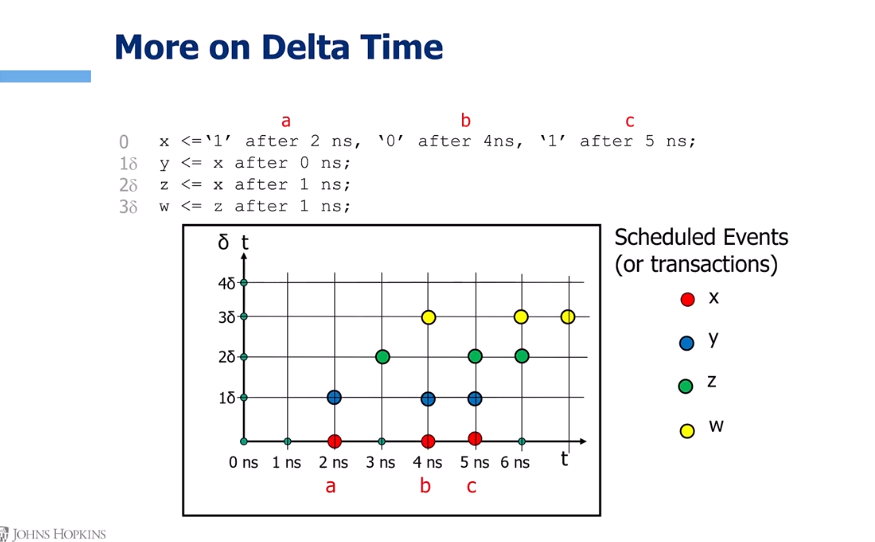 More on Delta Time
a b c
0 x <=‘1’ after 2 ns, ‘0’ after 4ns, ‘1’ after 5 ns;
1δ y <= x after 0 ns;
2δ z <= x after 1 ns;
3δ w <= z after 1 ns;
δ t
4δ
3δ
2δ
1δ
0 ns 1 ns 2 ns 3 ns 4 ns 5 ns 6 ns t
a b c
Scheduled Events
(or transactions)
x
y
z
w
JOHNS HOPKINS